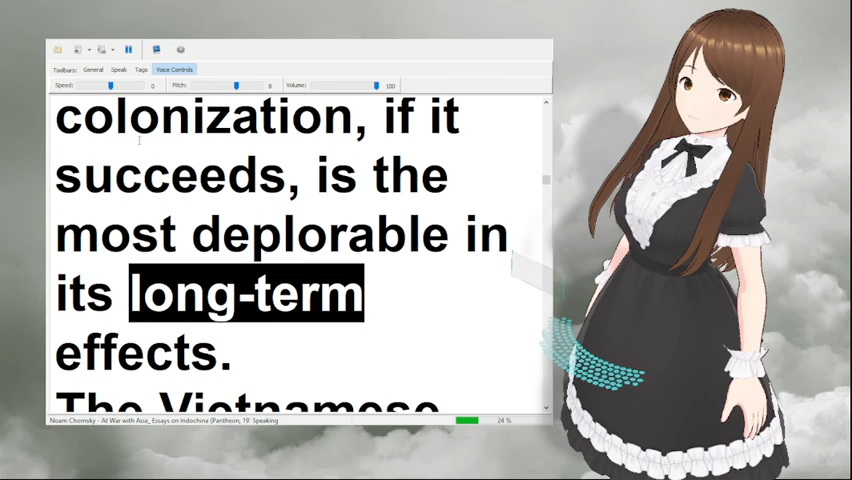 Toolbars: General Speak Tags Voice Controls
Speed: 0 Pitch: 8 Volume: 100
colonization, if it
succeeds, is the
most deplorable in
its long-term
effects.
The Vietnamese
Noam Chomsky - At War with Asia_ Essays on Indochina (Pantheon, 19 Speaking 24 %